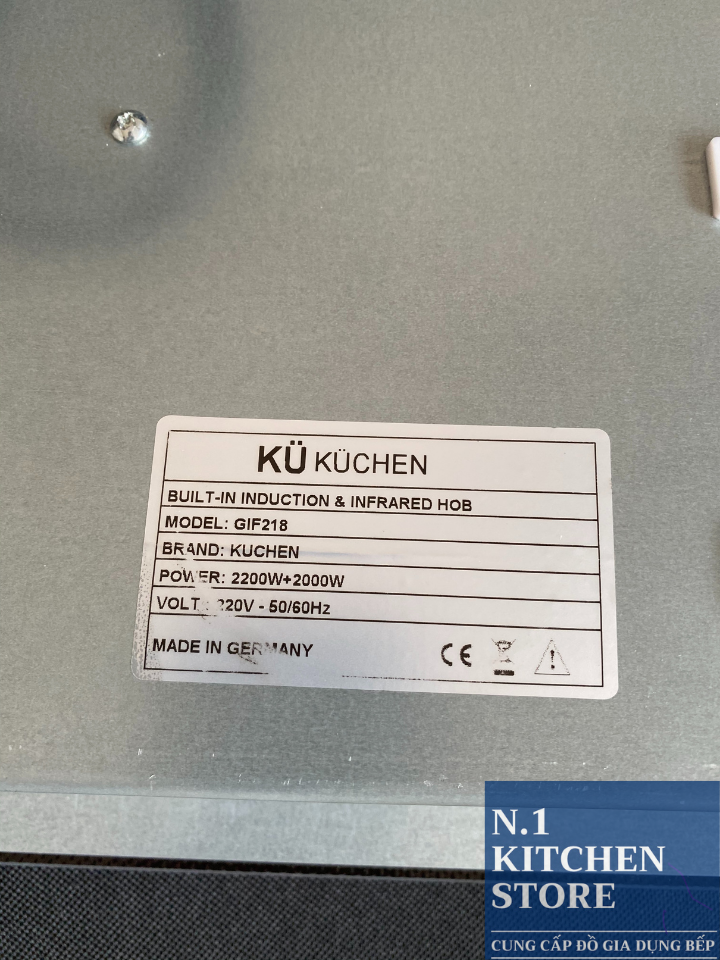 KÜ KÜCHEN
BUILT-IN INDUCTION & INFRARED HOB
MODEL: GIF218
BRAND: KUCHEN
POWER: 2200W+2000W
VOLT : 220V - 50/60Hz
MADE IN GERMANY
CE
N.1
KITCHEN
STORE
CUNG CẤP ĐỒ GIA DỤNG BẾP